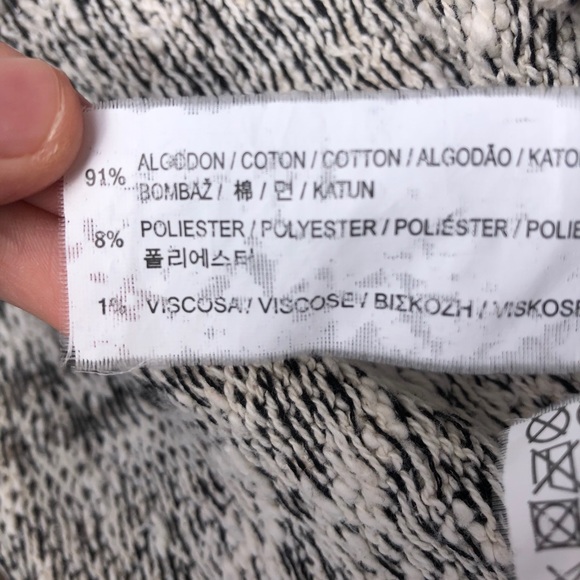 91% ALGODON / COTON / COTTON / ALGODÃO / KATO
BOMBAŽ / 棉 / 면 / KATUN
8% POLIESTER / POLYESTER / POLIÉSTER / POLIE
폴리에스터
1% VISCOSA / VISCOSE / ΒΙΣΚΟΖΗ / VISKOSE